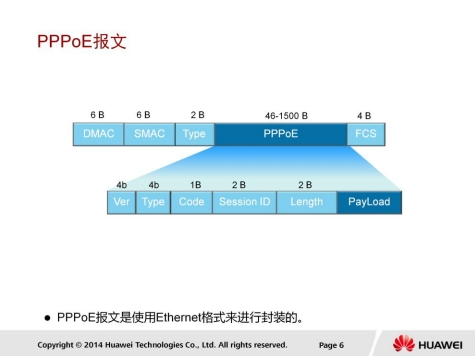 PPPoE报文
6 B 6 B 2 B 46-1500 B 4 B
DMAC SMAC Type PPPoE FCS
4b 4b 1B 2 B 2 B
Ver Type Code Session ID Length PayLoad
● PPPoE报文是使用Ethernet格式来进行封装的。
Copyright © 2014 Huawei Technologies Co., Ltd. All rights reserved. Page 6 HUAWEI